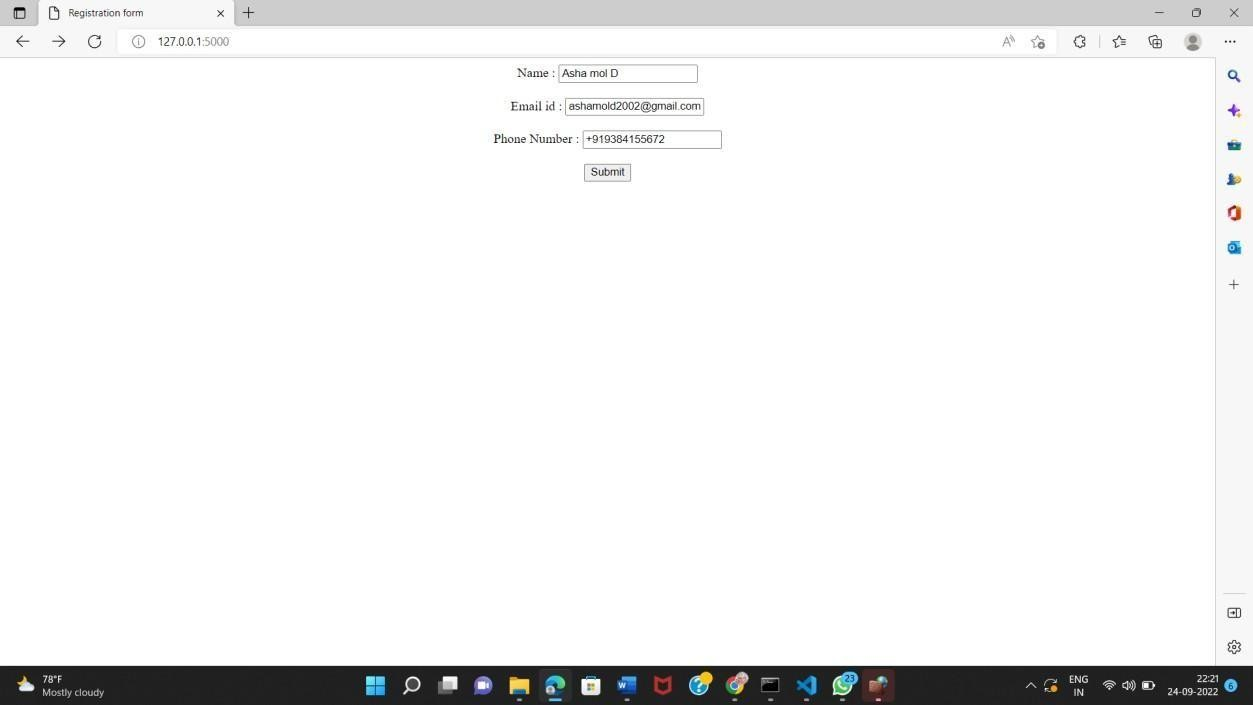 Registration form
127.0.0.1:5000
Name : Asha mol D
Email id : ashamold2002@gmail.com
Phone Number : +919384155672
Submit
78°F
Mostly cloudy
23
ENG
IN
22:21
24-09-2022
6